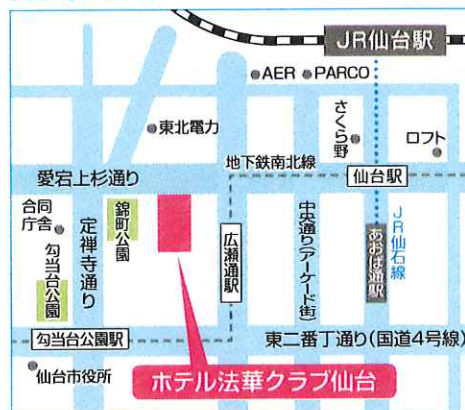 JR仙台駅
AER
PARCO
東北電力
さくら野
ロフト
地下鉄南北線
仙台駅
愛宕上杉通り
合同
庁舎
勾当台公園
定禅寺通り
錦町公園
広瀬通駅
中央通り(アーケード街)
あおば通駅
JR仙石線
勾当台公園駅
東二番丁通り(国道4号線)
仙台市役所
ホテル法華クラブ仙台